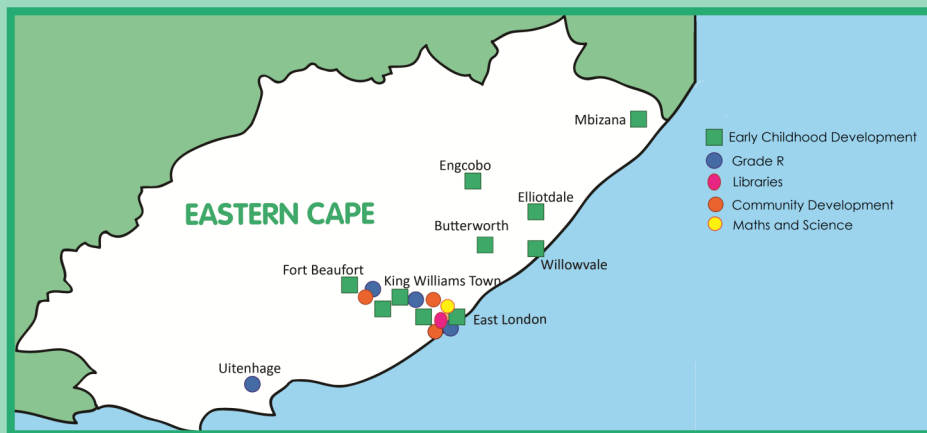 Mbizana
Early Childhood Development
Grade R
Libraries
Community Development
Maths and Science
Engcobo
Elliotdale
EASTERN CAPE
Butterworth
Willowvale
Fort Beaufort
King Williams Town
East London
Uitenhage